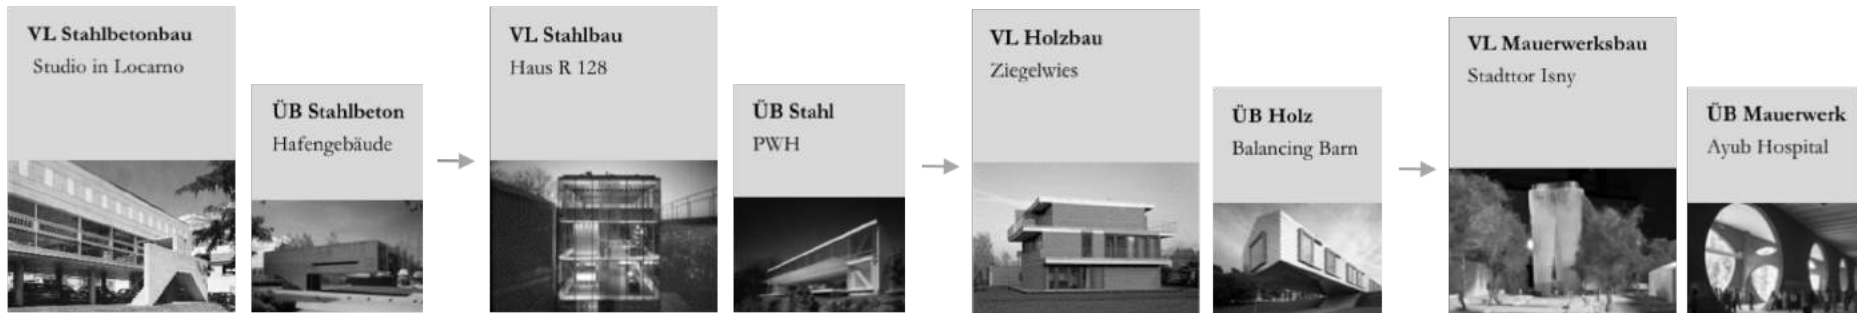 VL Stahlbetonbau
Studio in Locarno
ÜB Stahlbeton
Hafengebäude
VL Stahlbau
Haus R 128
ÜB Stahl
PWH
VL Holzbau
Ziegelwies
ÜB Holz
Balancing Barn
VL Mauerwerksbau
Stadttor Isny
ÜB Mauerwerk
Ayub Hospital